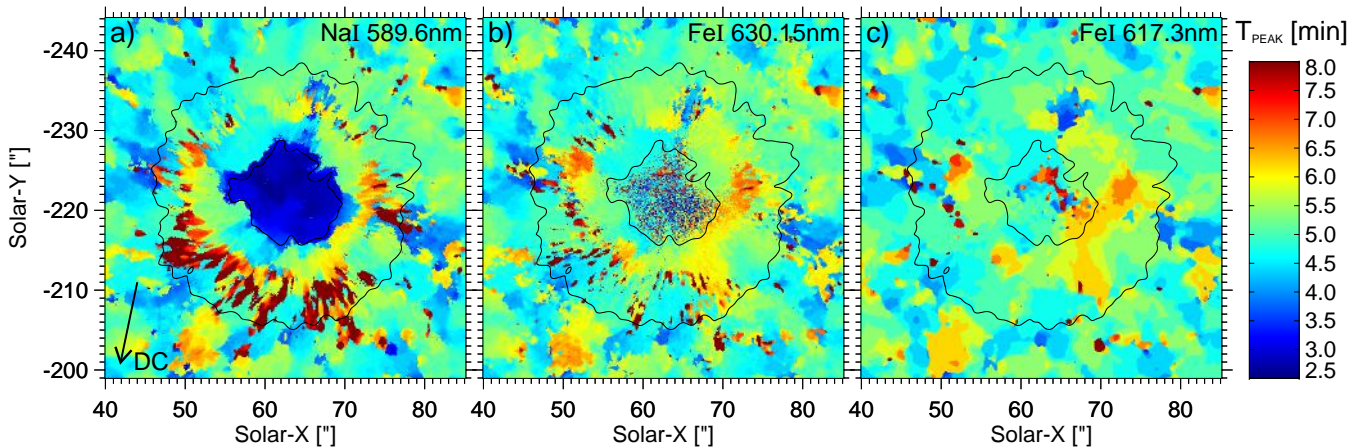 a) NaI 589.6nm
b) FeI 630.15nm
c) FeI 617.3nm
T_PEAK [min]
Solar-Y ["]
-240
-230
-220
-210
-200
DC
8.0
7.5
7.0
6.5
6.0
5.5
5.0
4.5
4.0
3.5
3.0
2.5
40 50 60 70 80
40 50 60 70 80
40 50 60 70 80
Solar-X ["]
Solar-X ["]
Solar-X ["]